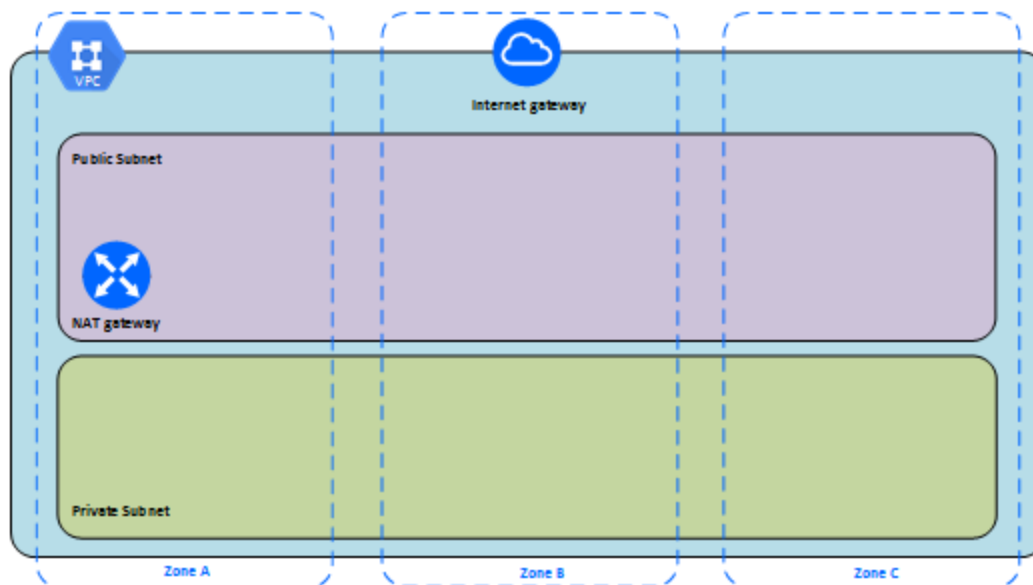 VPC
Internet gateway
Public Subnet
NAT gateway
Private Subnet
Zone A
Zone B
Zone C